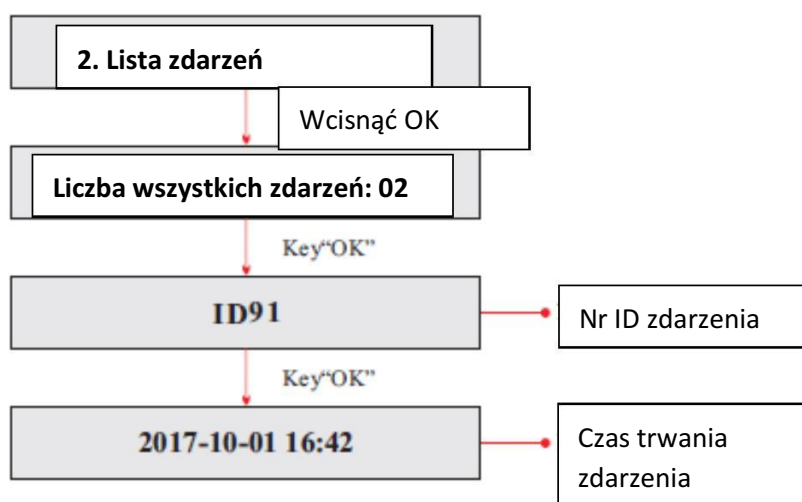 2. Lista zdarzeń
Wcisnąć OK
Liczba wszystkich zdarzeń: 02
Key“OK”
ID91
Nr ID zdarzenia
Key“OK”
2017-10-01 16:42
Czas trwania
zdarzenia